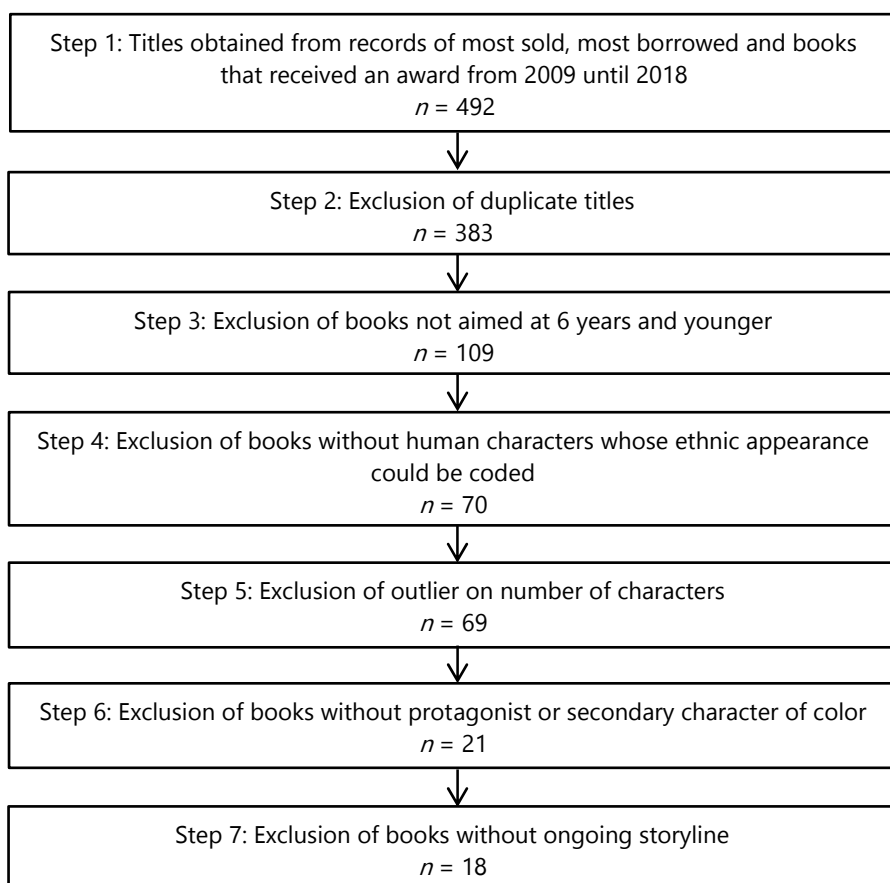 Step 1: Titles obtained from records of most sold, most borrowed and books
that received an award from 2009 until 2018
n = 492
Step 2: Exclusion of duplicate titles
n = 383
Step 3: Exclusion of books not aimed at 6 years and younger
n = 109
Step 4: Exclusion of books without human characters whose ethnic appearance
could be coded
n = 70
Step 5: Exclusion of outlier on number of characters
n = 69
Step 6: Exclusion of books without protagonist or secondary character of color
n = 21
Step 7: Exclusion of books without ongoing storyline
n = 18